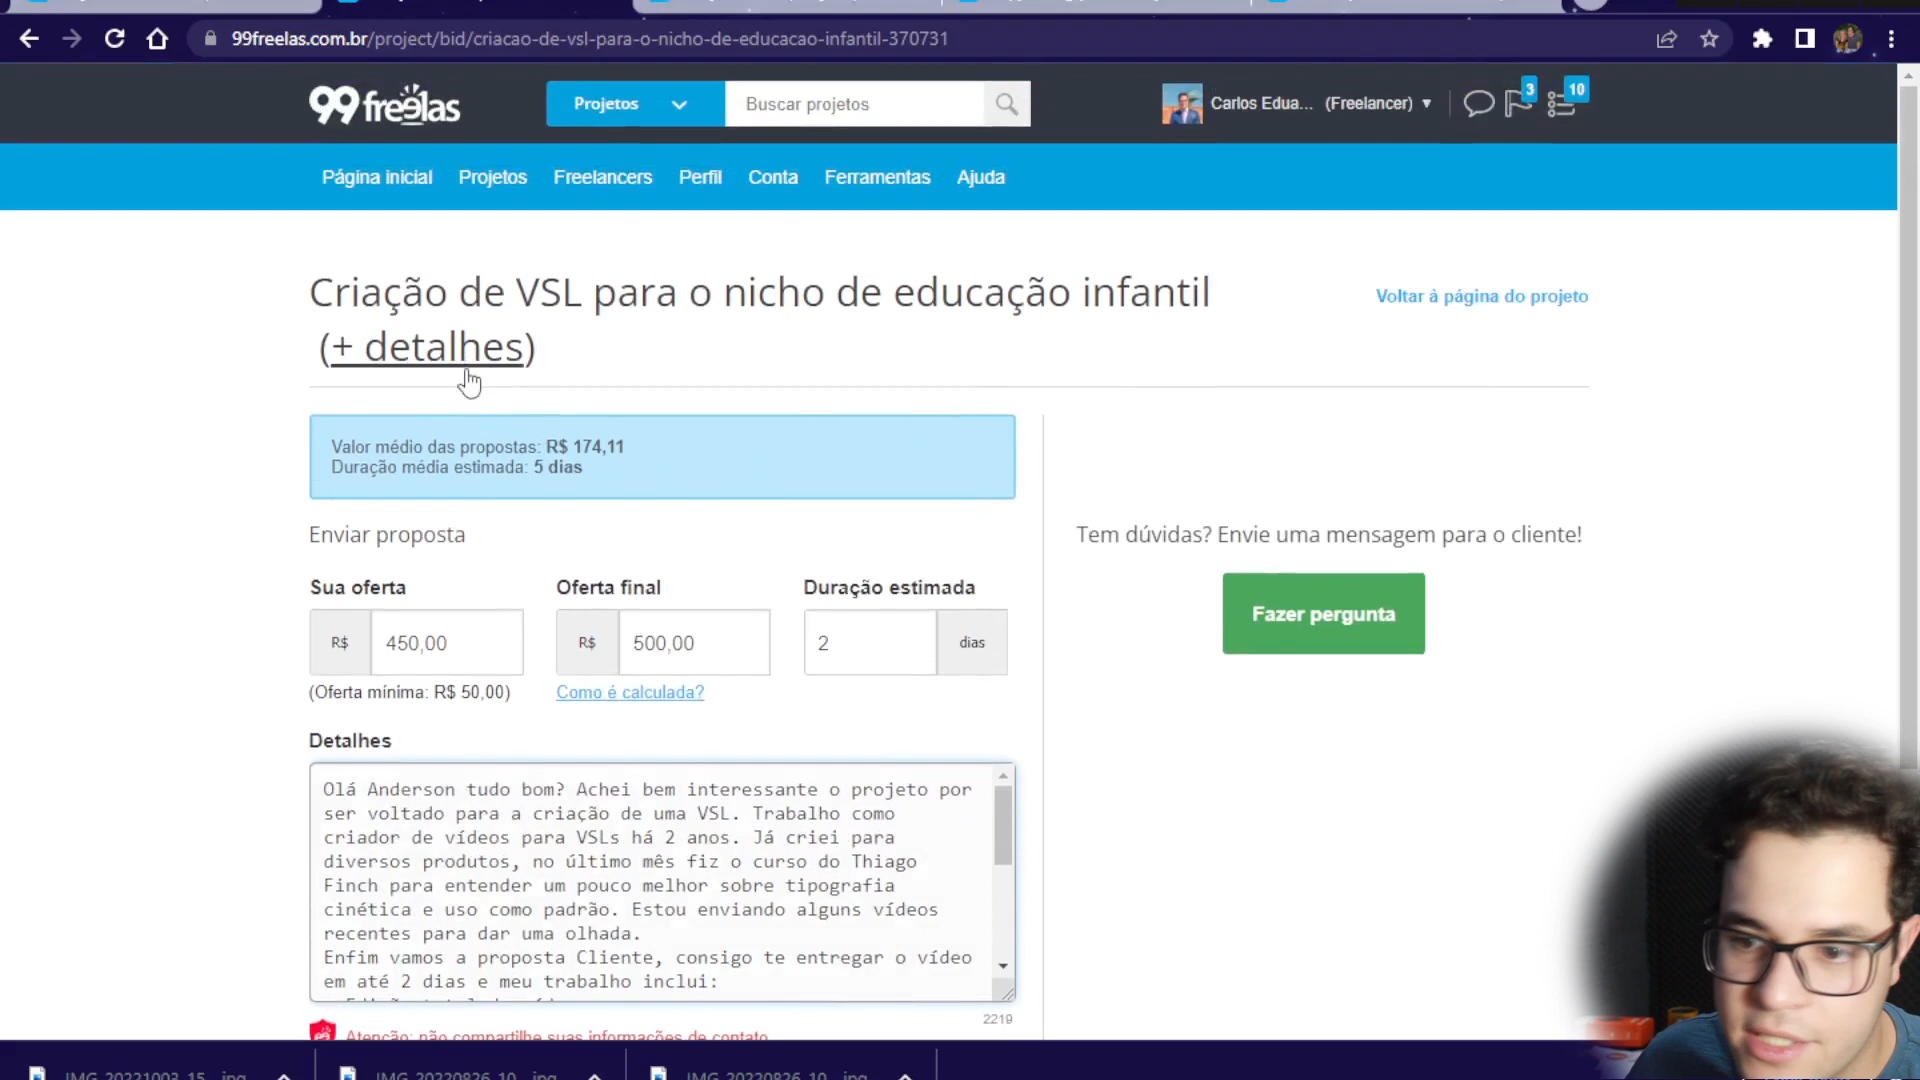 99freelas.com.br/project/bid/criacao-de-vsl-para-o-nicho-de-educacao-infantil-370731
99freelas
Projetos
Buscar projetos
Carlos Edua... (Freelancer) ▼
3
10
Página inicial Projetos Freelancers Perfil Conta Ferramentas Ajuda
Criação de VSL para o nicho de educação infantil
(+ detalhes)
Voltar à página do projeto
Valor médio das propostas: R$ 174,11
Duração média estimada: 5 dias
Enviar proposta
Tem dúvidas? Envie uma mensagem para o cliente!
Fazer pergunta
Sua oferta Oferta final Duração estimada
R$ 450,00 R$ 500,00 2 dias
(Oferta mínima: R$ 50,00) Como é calculada?
Detalhes
Olá Anderson tudo bom? Achei bem interessante o projeto por
ser voltado para a criação de uma VSL. Trabalho como
criador de vídeos para VSLs há 2 anos. Já criei para
diversos produtos, no último mês fiz o curso do Thiago
Finch para entender um pouco melhor sobre tipografia
cinética e uso como padrão. Estou enviando alguns vídeos
recentes para dar uma olhada.
Enfim vamos a proposta Cliente, consigo te entregar o vídeo
em até 2 dias e meu trabalho inclui:
2219
Atenção: não compartilhe suas informações de contato
IMG_20221003_15....jpg IMG_20220826_10....jpg IMG_20220826_10....jpg